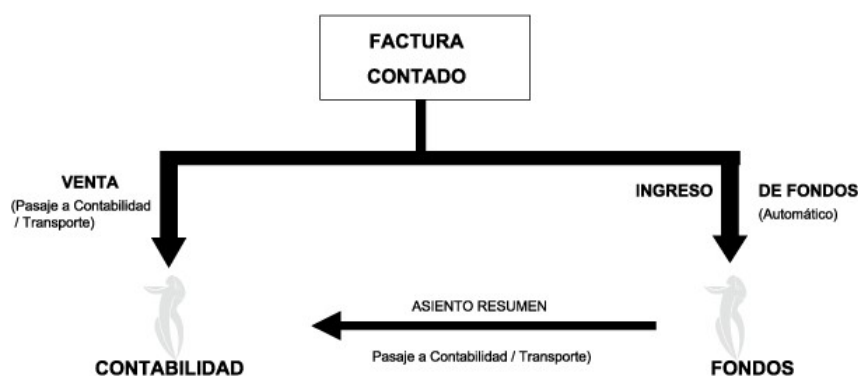 FACTURA
CONTADO
VENTA
(Pasaje a Contabilidad
/ Transporte)
INGRESO DE FONDOS
(Automático)
ASIENTO RESUMEN
Pasaje a Contabilidad / Transporte)
CONTABILIDAD
FONDOS